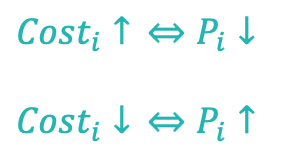 Costᵢ ↑ ⇔ Pᵢ ↓
Costᵢ ↓ ⇔ Pᵢ ↑